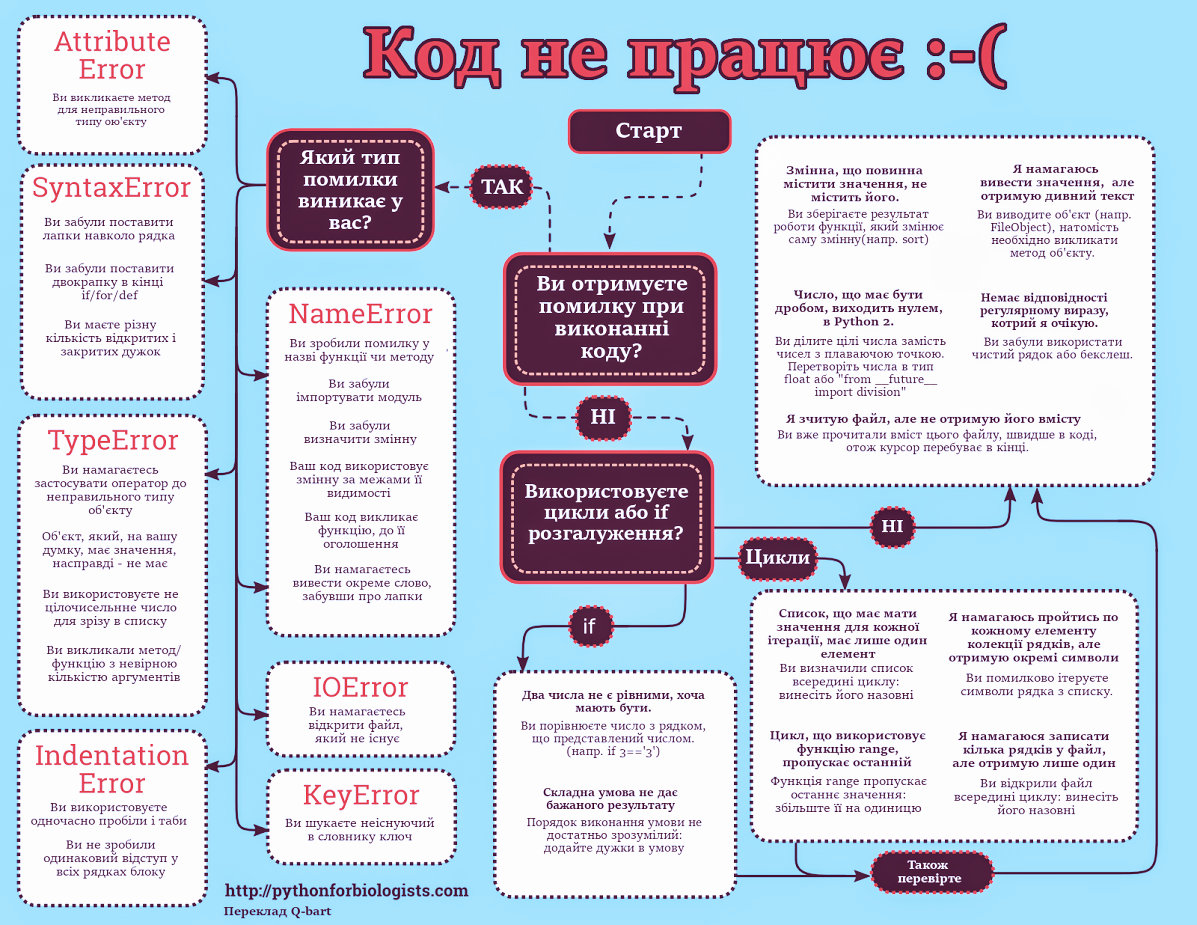 Код не працює :-(
Старт
Ви отримуєте
помилку при
виконанні
коду?
ТАК
Який тип
помилки
виникає у
вас?
Attribute
Error
Ви викликаєте метод
для неправильного
типу ою'єкту
SyntaxError
Ви забули поставити
лапки навколо рядка
Ви забули поставити
двокрапку в кінці
if/for/def
Ви маєте різну
кількість відкритих і
закритих дужок
TypeError
Ви намагаєтесь
застосувати оператор до
неправильного типу
об'єкту
Об'єкт, який, на вашу
думку, має значення,
насправді - не має
Ви використовуєте не
цілочисельнне число
для зрізу в списку
Ви викликали метод/
функцію з невірною
кількістю аргументів
Indentation
Error
Ви використовуєте
одночасно пробіли і таби
Ви не зробили
одинаковий відступ у
всіх рядках блоку
NameError
Ви зробили помилку у
назві функції чи методу
Ви забули
імпортувати модуль
Ви забули
визначити змінну
Ваш код використовує
змінну за межами її
видимості
Ваш код викликає
функцію, до її
оголошення
Ви намагаєтесь
вивести окреме слово,
забувши про лапки
IOError
Ви намагаєтесь
відкрити файл,
який не існує
KeyError
Ви шукаєте неіснуючий
в словнику ключ
НІ
Використовуєте
цикли або if
розгалуження?
НІ
Змінна, що повинна
містити значення, не
містить його.
Ви зберігаєте результат
роботи функції, який змінює
саму змінну(напр. sort)
Я намагаюсь
вивести значення, але
отримую дивний текст
Ви виводите об'єкт (напр.
FileObject), натомість
необхідно викликати
метод об'єкту.
Число, що має бути
дробом, виходить нулем,
в Python 2.
Ви ділите цілі числа замість
чисел з плаваючою точкою.
Перетворіть числа в тип
float або "from __future__
import division"
Немає відповідності
регулярному виразу,
котрий я очікую.
Ви забули використати
чистий рядок або бекслеш.
Я зчитую файл, але не отримую його вмісту
Ви вже прочитали вміст цього файлу, швидше в коді,
отож курсор перебуває в кінці.
Цикли
Список, що має мати
значення для кожної
ітерації, має лише один
елемент
Ви визначили список
всередині циклу:
винесіть його назовні
Я намагаюсь пройтись по
кожному елементу
колекції рядків, але
отримую окремі символи
Ви помилково ітеруєте
символи рядка з списку.
Цикл, що використовує
функцію range,
пропускає останній
Функція range пропускає
останнє значення:
збільште її на одиницю
Я намагаюся записати
кілька рядків у файл,
але отримую лише один
Ви відкрили файл
всередині циклу: винесіть
його назовні
if
Два числа не є рівними, хоча
мають бути.
Ви порівнюєте число з рядком,
що представлений числом.
(напр. if 3=='3')
Складна умова не дає
бажаного результату
Порядок виконання умови не
достатньо зрозумілий:
додайте дужки в умову
Також
перевірте
http://pythonforbiologists.com
Переклад Q-bart